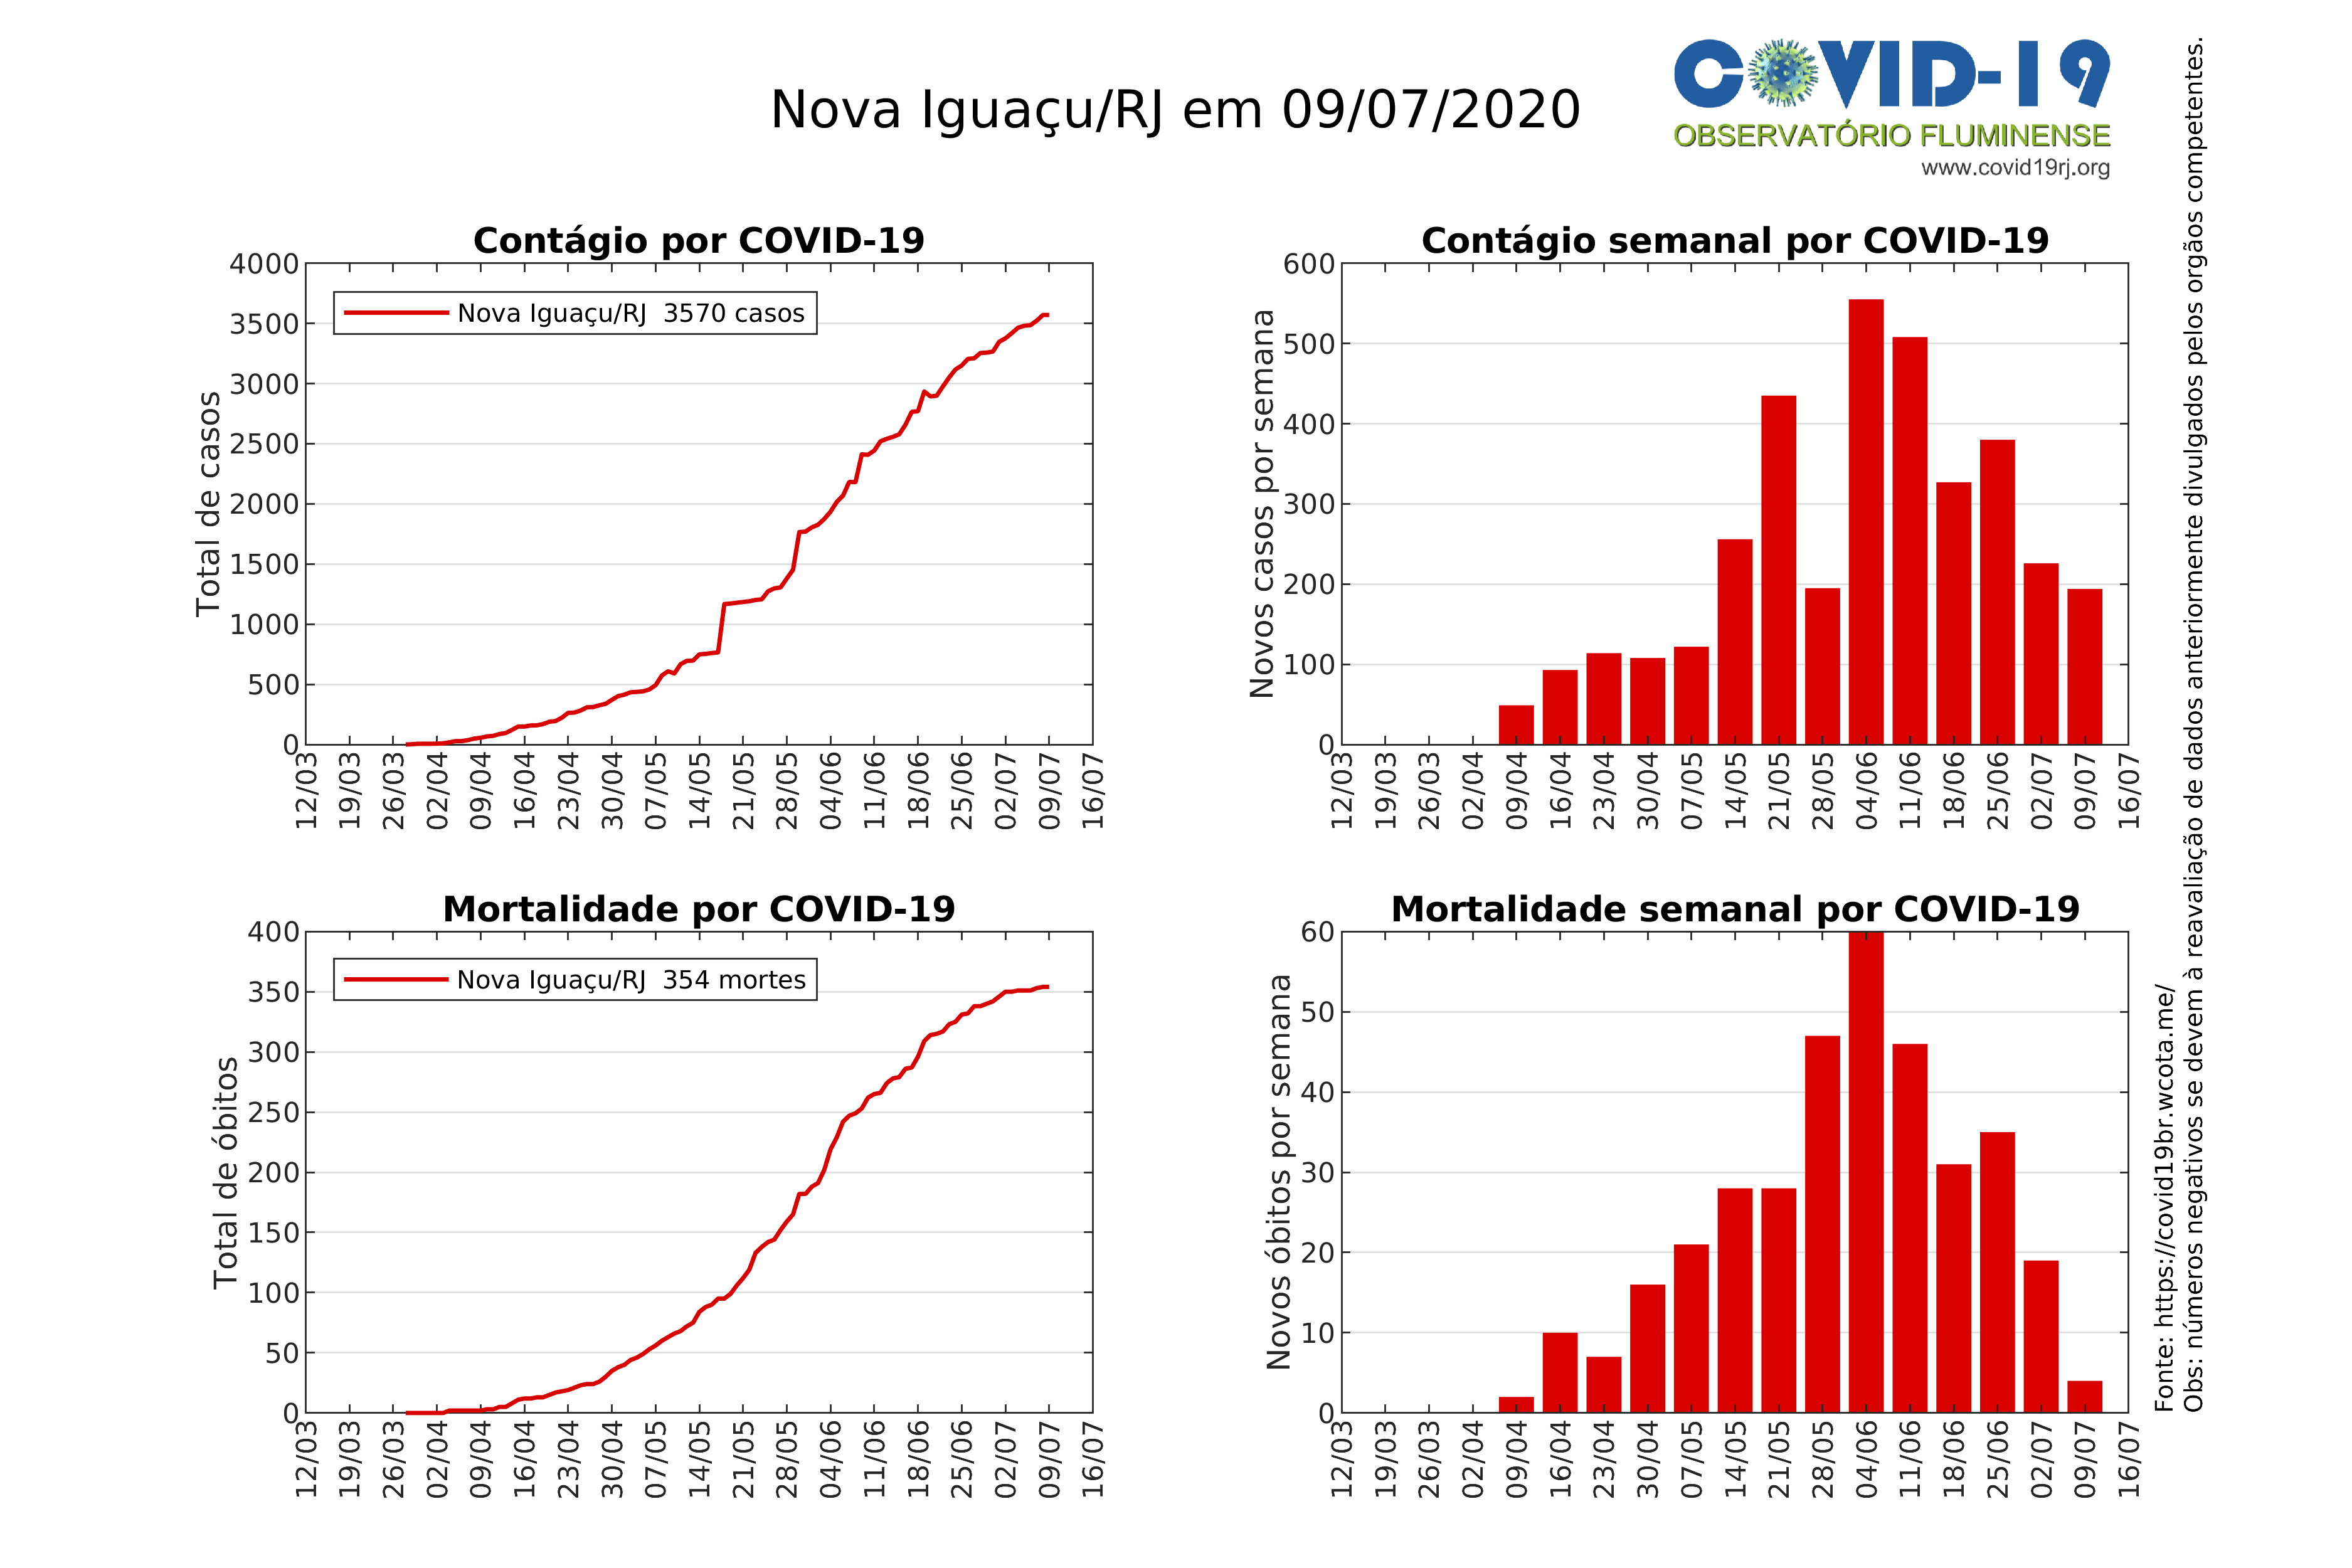 Nova Iguaçu/RJ em 09/07/2020
COVID-19
OBSERVATÓRIO FLUMINENSE
www.covid19rj.org
Contágio por COVID-19
Total de casos
4000
3500
3000
2500
2000
1500
1000
500
0
Nova Iguaçu/RJ 3570 casos
12/03 19/03 26/03 02/04 09/04 16/04 23/04 30/04 07/05 14/05 21/05 28/05 04/06 11/06 18/06 25/06 02/07 09/07 16/07
Contágio semanal por COVID-19
Novos casos por semana
600
500
400
300
200
100
0
12/03 19/03 26/03 02/04 09/04 16/04 23/04 30/04 07/05 14/05 21/05 28/05 04/06 11/06 18/06 25/06 02/07 09/07 16/07
Mortalidade por COVID-19
Total de óbitos
400
350
300
250
200
150
100
50
0
Nova Iguaçu/RJ 354 mortes
12/03 19/03 26/03 02/04 09/04 16/04 23/04 30/04 07/05 14/05 21/05 28/05 04/06 11/06 18/06 25/06 02/07 09/07 16/07
Mortalidade semanal por COVID-19
Novos óbitos por semana
60
50
40
30
20
10
0
12/03 19/03 26/03 02/04 09/04 16/04 23/04 30/04 07/05 14/05 21/05 28/05 04/06 11/06 18/06 25/06 02/07 09/07 16/07
Fonte: https://covid19br.wcota.me/
Obs: números negativos se devem à reavaliação de dados anteriormente divulgados pelos orgãos competentes.